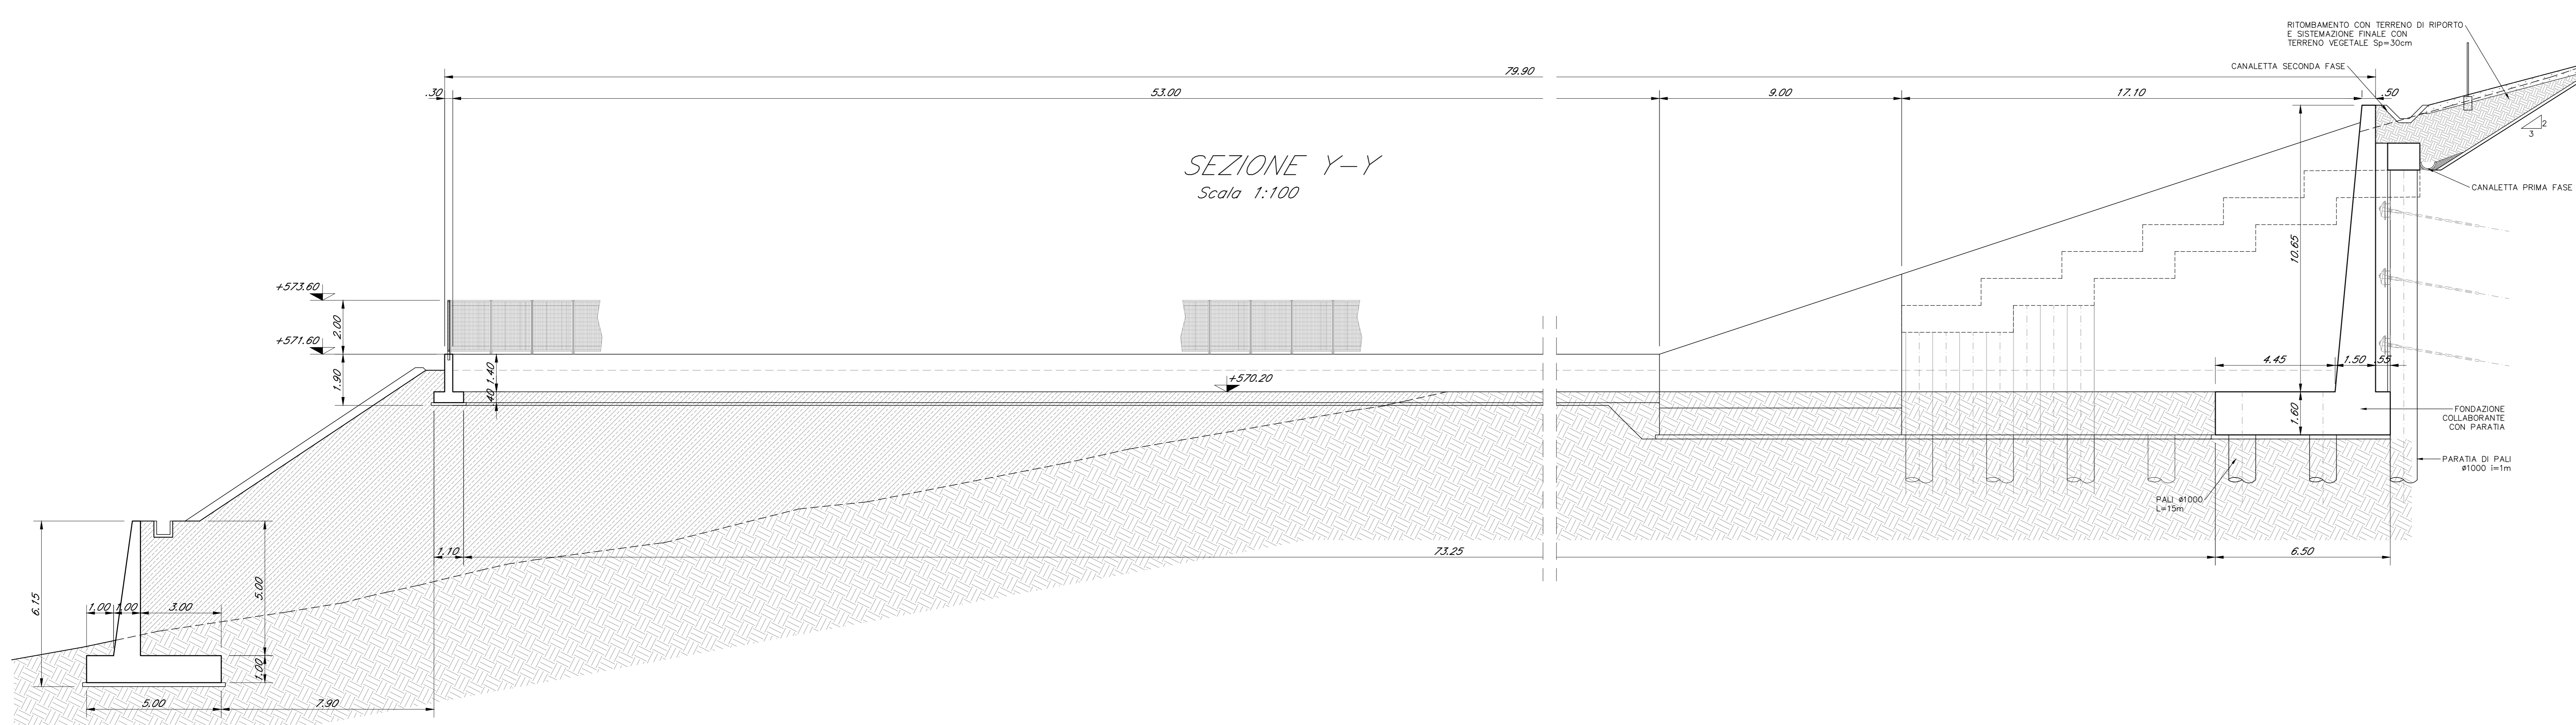 RITOMBAMENTO CON TERRENO DI RIPORTO
E SISTEMAZIONE FINALE CON
TERRENO VEGETALE Sp=30cm
CANALETTA SECONDA FASE
79.90
.30
53.00
9.00
17.10
.50
2
3
SEZIONE Y-Y
Scala 1:100
CANALETTA PRIMA FASE
10.65
+573.60
2.00
+571.60
1.90
1.40
.40
+570.20
4.45
1.50
.55
1.60
FONDAZIONE
COLLABORANTE
CON PARATIA
PARATIA DI PALI
ø1000 i=1m
PALI ø1000
L=15m
1.10
73.25
6.50
6.15
1.00
1.00
3.00
5.00
1.00
5.00
7.90